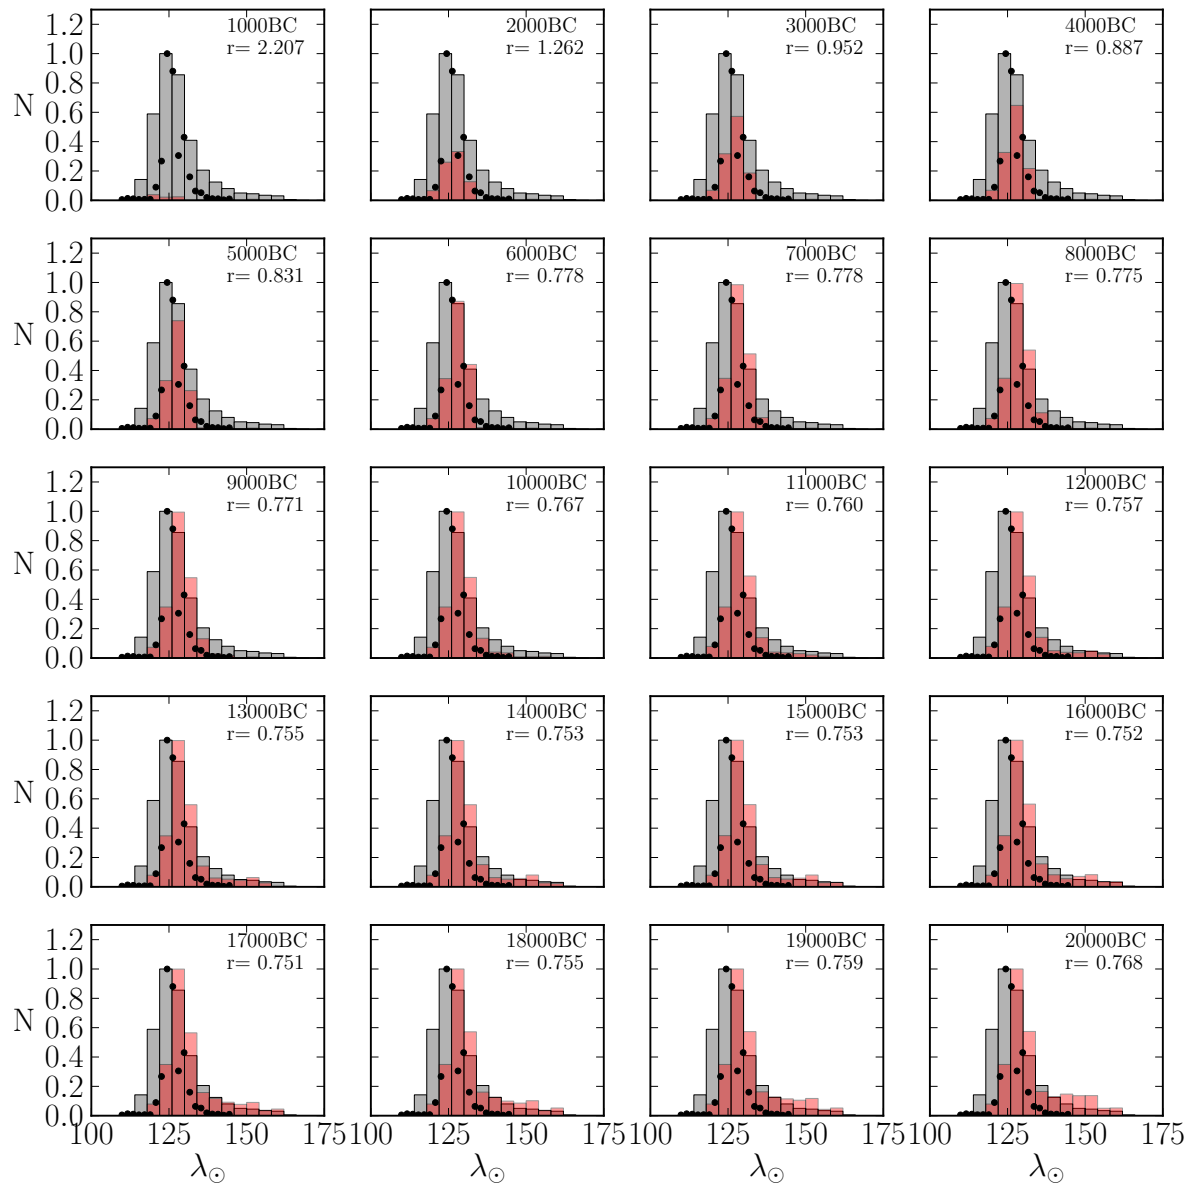 1000BC
r= 2.207
2000BC
r= 1.262
3000BC
r= 0.952
4000BC
r= 0.887
N
0.0
0.2
0.4
0.6
0.8
1.0
1.2
5000BC
r= 0.831
6000BC
r= 0.778
7000BC
r= 0.778
8000BC
r= 0.775
N
0.0
0.2
0.4
0.6
0.8
1.0
1.2
9000BC
r= 0.771
10000BC
r= 0.767
11000BC
r= 0.760
12000BC
r= 0.757
N
0.0
0.2
0.4
0.6
0.8
1.0
1.2
13000BC
r= 0.755
14000BC
r= 0.753
15000BC
r= 0.753
16000BC
r= 0.752
N
0.0
0.2
0.4
0.6
0.8
1.0
1.2
17000BC
r= 0.751
18000BC
r= 0.755
19000BC
r= 0.759
20000BC
r= 0.768
N
0.0
0.2
0.4
0.6
0.8
1.0
1.2
100 125 150 175
100 125 150 175
100 125 150 175
100 125 150 175
λ⊙
λ⊙
λ⊙
λ⊙